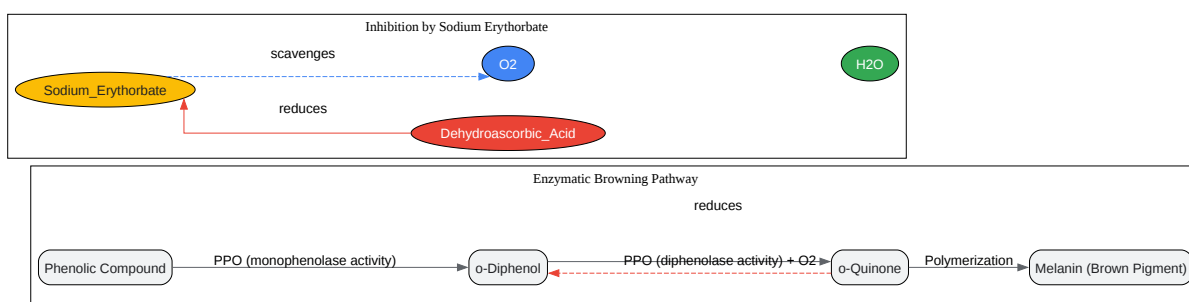 Inhibition by Sodium Erythorbate
scavenges
O2
H2O
Sodium_Erythorbate
reduces
Dehydroascorbic_Acid
Enzymatic Browning Pathway
reduces
Phenolic Compound
PPO (monophenolase activity)
o-Diphenol
PPO (diphenolase activity) + O2
o-Quinone
Polymerization
Melanin (Brown Pigment)